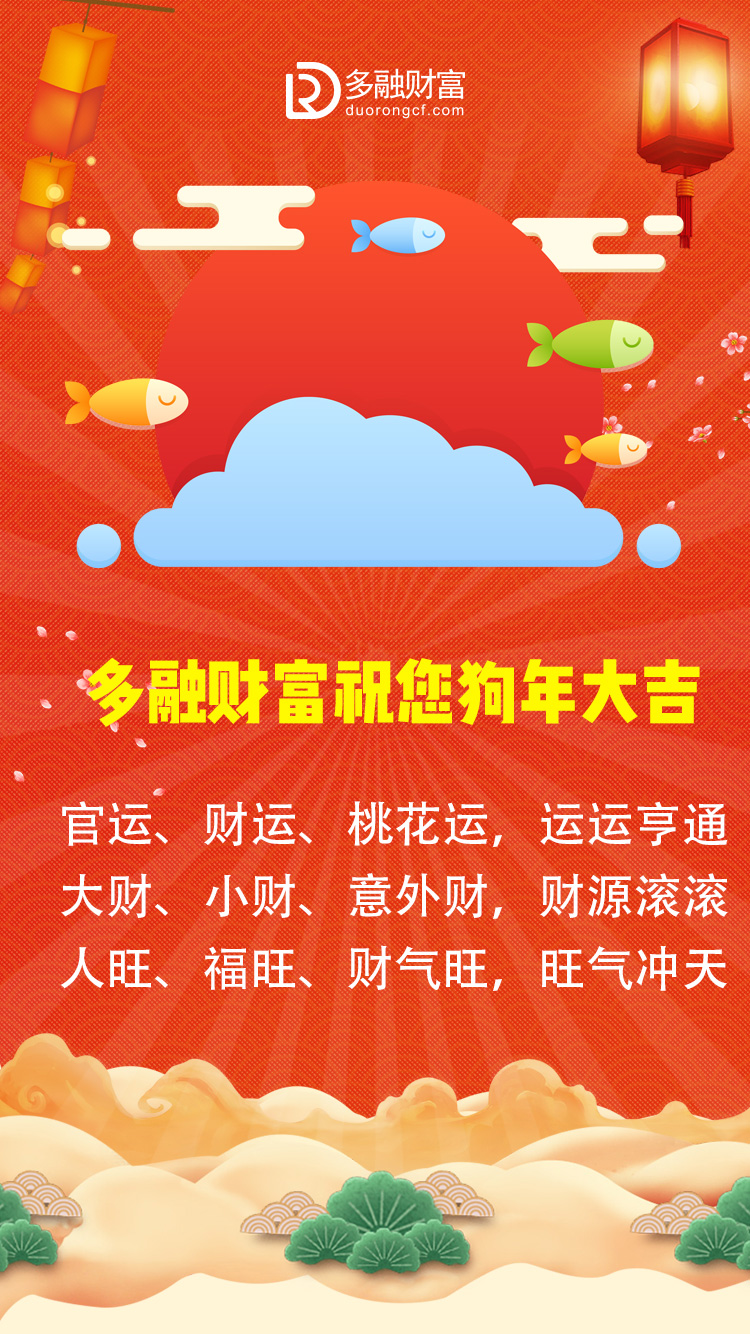 多融财富
duorongcf.com
多融财富祝您狗年大吉
官运、财运、桃花运，运运亨通
大财、小财、意外财，财源滚滚
人旺、福旺、财气旺，旺气冲天